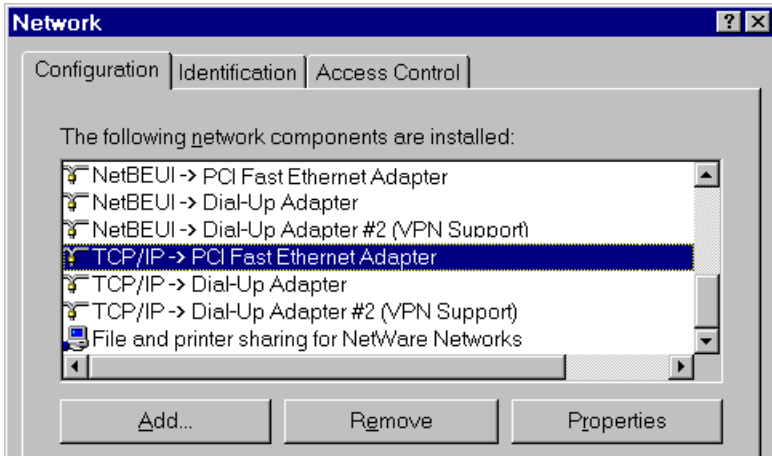 Network
Configuration Identification Access Control
The following network components are installed:
NetBEUI -> PCI Fast Ethernet Adapter
NetBEUI -> Dial-Up Adapter
NetBEUI -> Dial-Up Adapter #2 (VPN Support)
TCP/IP -> PCI Fast Ethernet Adapter
TCP/IP -> Dial-Up Adapter
TCP/IP -> Dial-Up Adapter #2 (VPN Support)
File and printer sharing for NetWare Networks
Add... Remove Properties